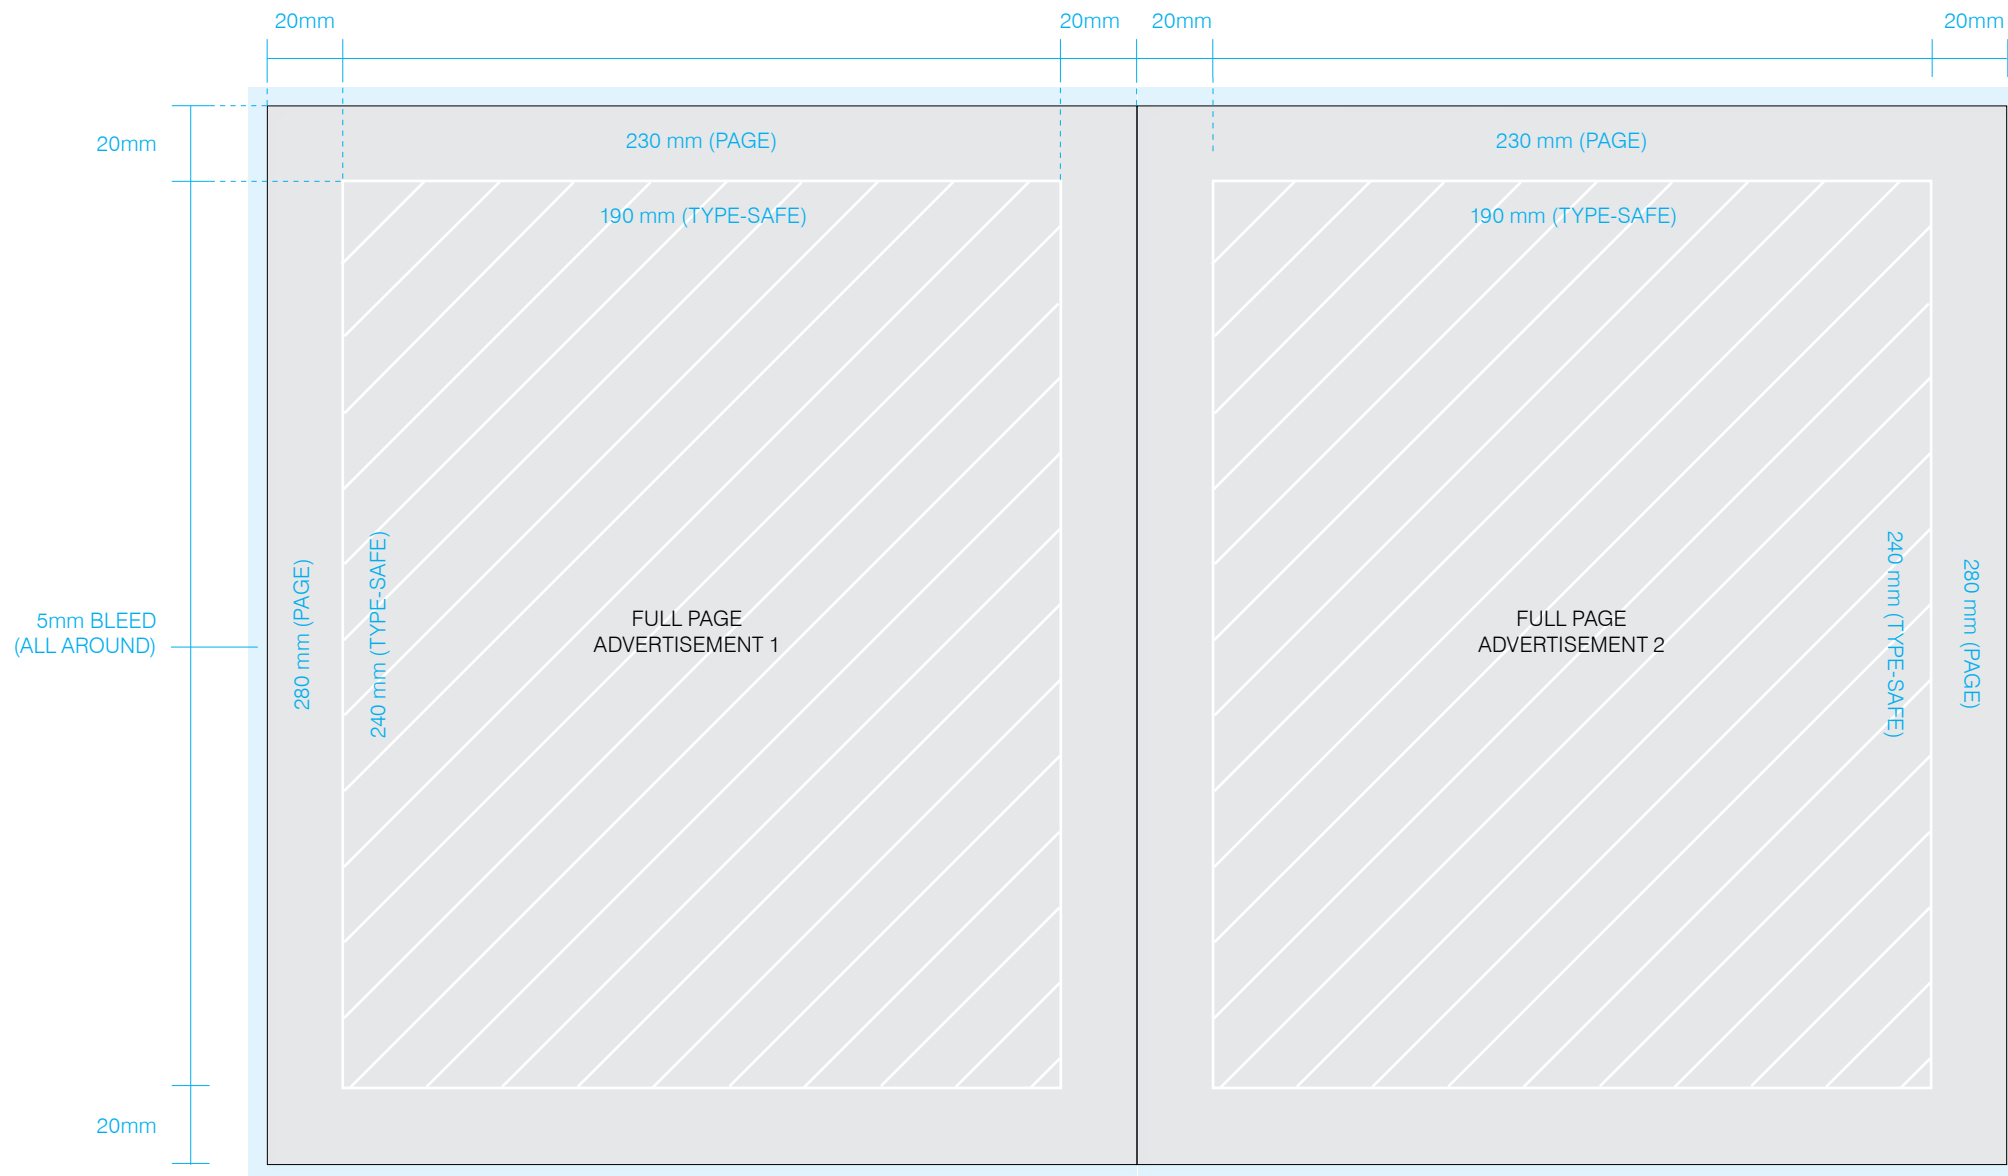 20mm
20mm
20mm
20mm
20mm
230 mm (PAGE)
230 mm (PAGE)
190 mm (TYPE-SAFE)
190 mm (TYPE-SAFE)
5mm BLEED
(ALL AROUND)
280 mm (PAGE)
240 mm (TYPE-SAFE)
FULL PAGE
ADVERTISEMENT 1
FULL PAGE
ADVERTISEMENT 2
240 mm (TYPE-SAFE)
280 mm (PAGE)
20mm